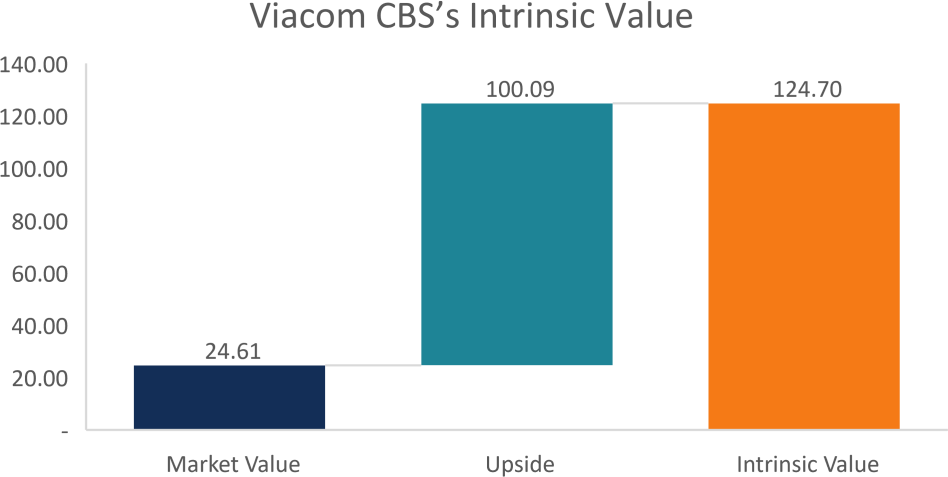 Viacom CBS’s Intrinsic Value
140.00
120.00
100.00
80.00
60.00
40.00
20.00
-
24.61
100.09
124.70
Market Value
Upside
Intrinsic Value